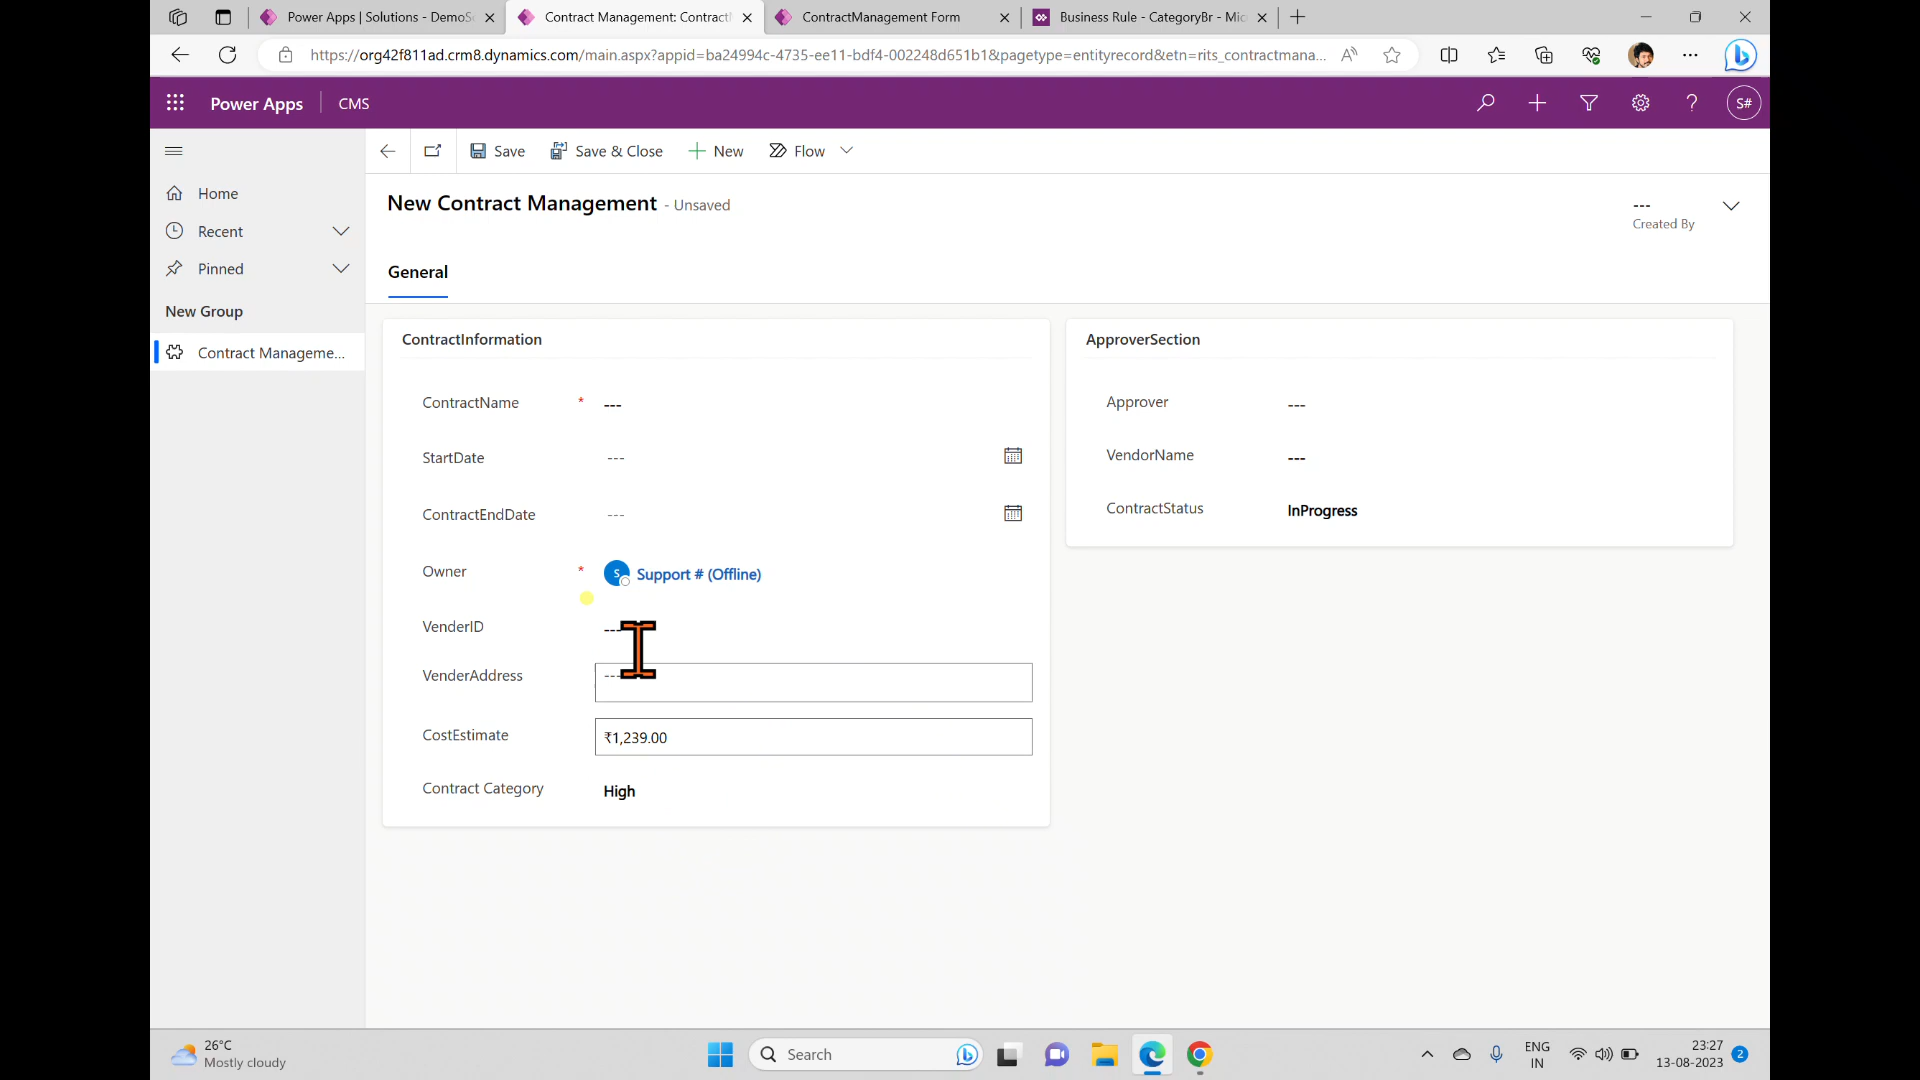 Power Apps | Solutions - DemoS
Contract Management: Contract
ContractManagement Form
Business Rule - CategoryBr - Mic
https://org42f811ad.crm8.dynamics.com/main.aspx?appid=ba24994c-4735-ee11-bdf4-002248d651b1&pagetype=entityrecord&etn=rits_contractmana...
Power Apps
CMS
S#
Save
Save & Close
New
Flow
Home
Recent
Pinned
New Group
Contract Manageme...
New Contract Management - Unsaved
---
Created By
General
ContractInformation
ContractName * ---
StartDate ---
ContractEndDate ---
Owner * S Support # (Offline)
VenderID ---
VenderAddress ---
CostEstimate ₹1,239.00
Contract Category High
ApproverSection
Approver ---
VendorName ---
ContractStatus InProgress
26°C
Mostly cloudy
Search
ENG
IN
23:27
13-08-2023
2